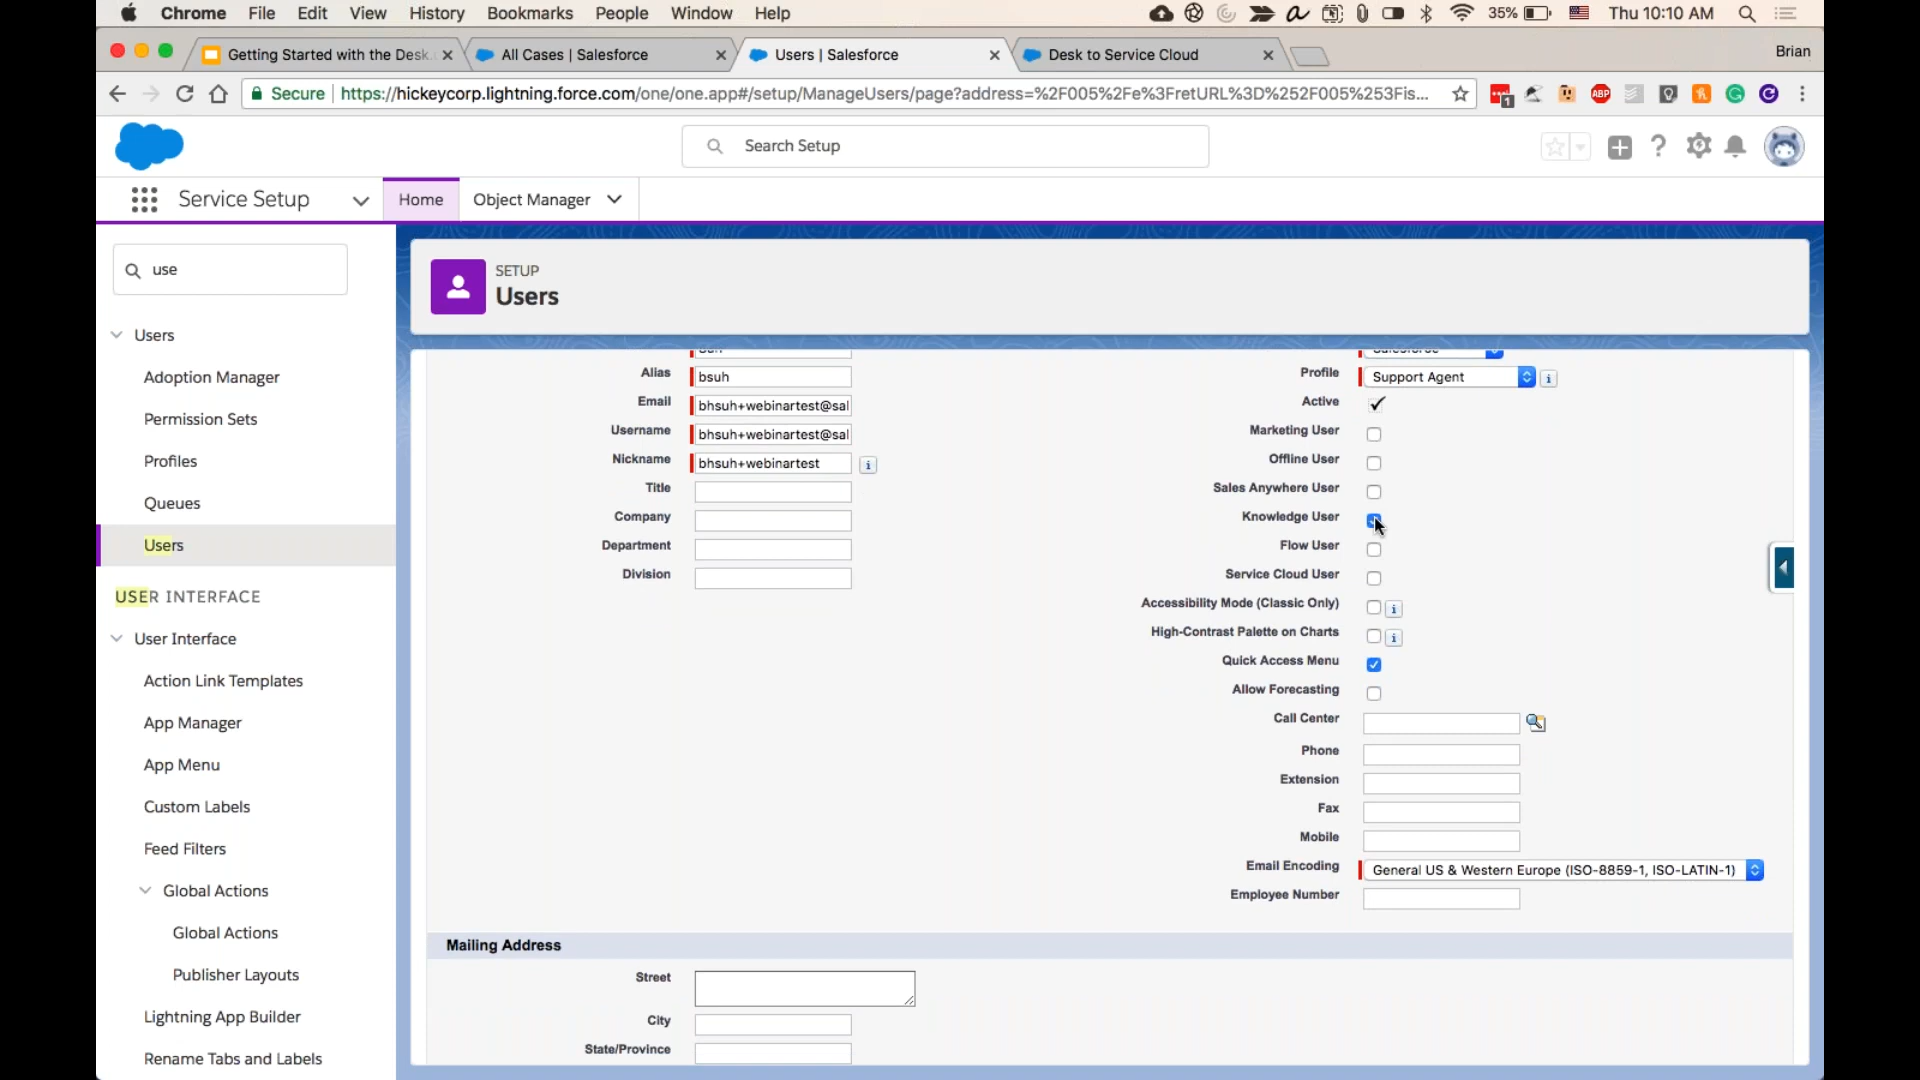 Chrome File Edit View History Bookmarks People Window Help 35% Thu 10:10 AM
Getting Started with the Desk. All Cases | Salesforce Users | Salesforce Desk to Service Cloud Brian
Secure https://hickeycorp.lightning.force.com/one/one.app#/setup/ManageUsers/page?address=%2F005%2Fe%3FretURL%3D%252F005%253Fis... 1 ABP
Search Setup
Service Setup Home Object Manager
use
SETUP
Users
Users
Adoption Manager
Permission Sets
Profiles
Queues
Users
USER INTERFACE
User Interface
Action Link Templates
App Manager
App Menu
Custom Labels
Feed Filters
Global Actions
Global Actions
Publisher Layouts
Lightning App Builder
Rename Tabs and Labels
Alias bsuh
Email bhsuh+webinartest@sal
Username bhsuh+webinartest@sal
Nickname bhsuh+webinartest
Title
Company
Department
Division
Salesforce
Profile Support Agent
Active
Marketing User
Offline User
Sales Anywhere User
Knowledge User
Flow User
Service Cloud User
Accessibility Mode (Classic Only)
High-Contrast Palette on Charts
Quick Access Menu
Allow Forecasting
Call Center
Phone
Extension
Fax
Mobile
Email Encoding General US & Western Europe (ISO-8859-1, ISO-LATIN-1)
Employee Number
Mailing Address
Street
City
State/Province